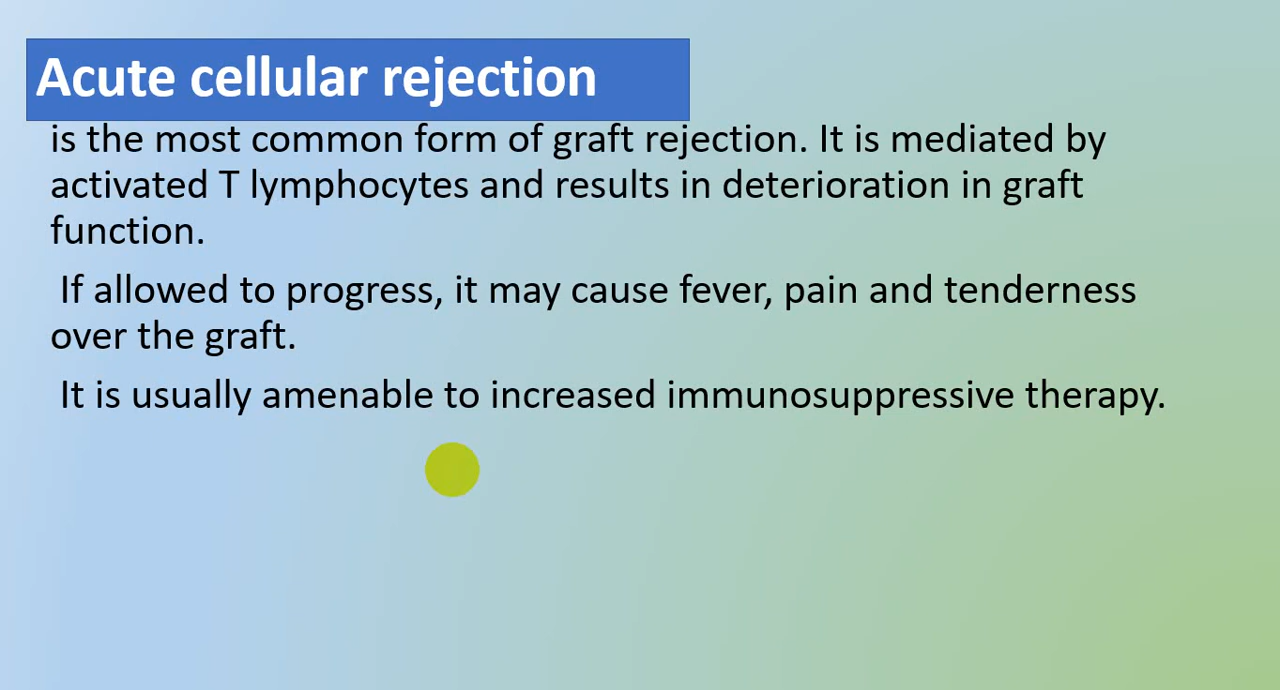 Acute cellular rejection
is the most common form of graft rejection. It is mediated by
activated T lymphocytes and results in deterioration in graft
function.
If allowed to progress, it may cause fever, pain and tenderness
over the graft.
It is usually amenable to increased immunosuppressive therapy.